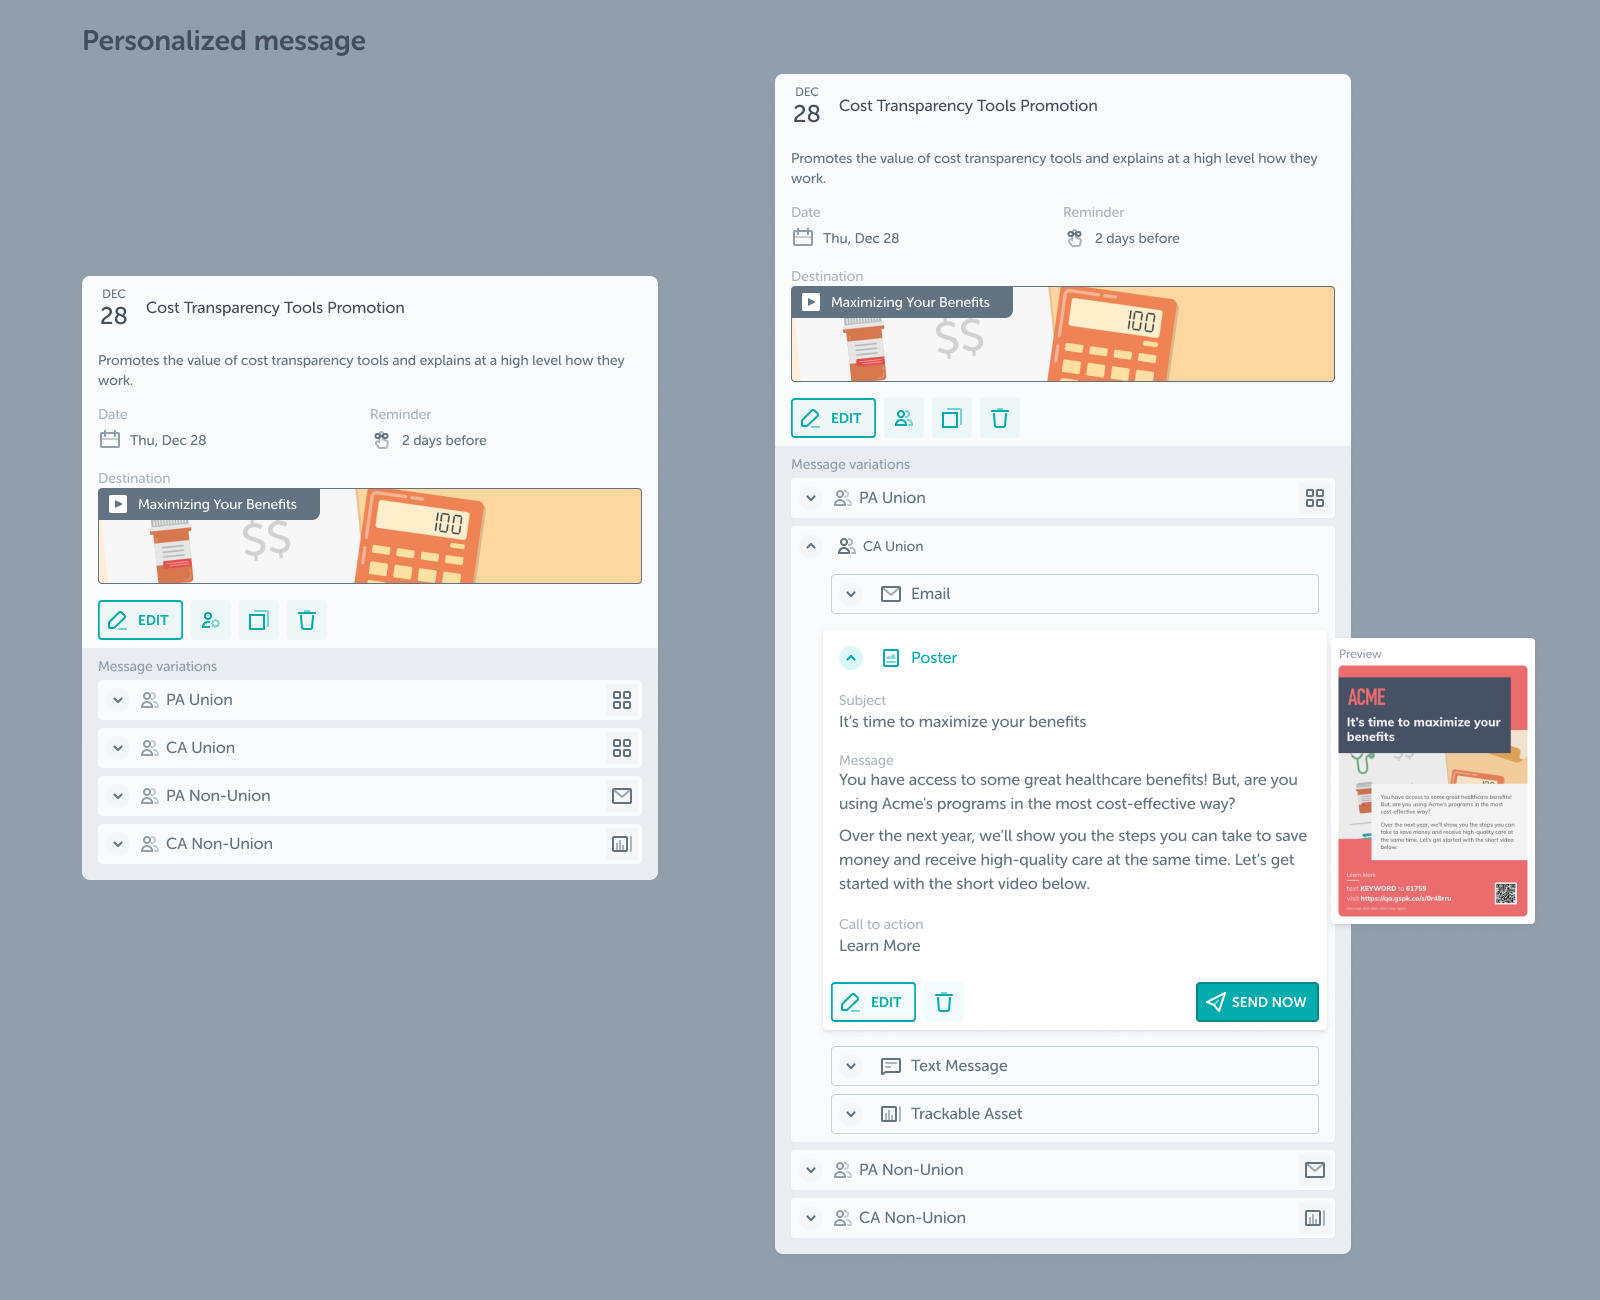 Personalized message
DEC
28
Cost Transparency Tools Promotion
Promotes the value of cost transparency tools and explains at a high level how they
work.
Date
Reminder
Thu, Dec 28
2 days before
Destination
Maximizing Your Benefits
$$
100
EDIT
Message variations
PA Union
CA Union
PA Non-Union
CA Non-Union
DEC
28
Cost Transparency Tools Promotion
Promotes the value of cost transparency tools and explains at a high level how they
work.
Date
Reminder
Thu, Dec 28
2 days before
Destination
Maximizing Your Benefits
$$
100
EDIT
Message variations
PA Union
CA Union
Email
Poster
Subject
It's time to maximize your benefits
Message
You have access to some great healthcare benefits! But, are you
using Acme's programs in the most cost-effective way?
Over the next year, we'll show you the steps you can take to save
money and receive high-quality care at the same time. Let's get
started with the short video below.
Call to action
Learn More
EDIT
SEND NOW
Text Message
Trackable Asset
PA Non-Union
CA Non-Union
Preview
ACME
It's time to maximize your
benefits
You have access to some great healthcare benefits!
But, are you using Acme's programs in the most
cost-effective way?
Over the next year, we'll show you the steps you can
take to save money and receive high-quality care at
the same time. Let's get started with the short video
below.
Learn More
text KEYWORD to 61759
visit https://qa.gspk.co/s/0r48rru